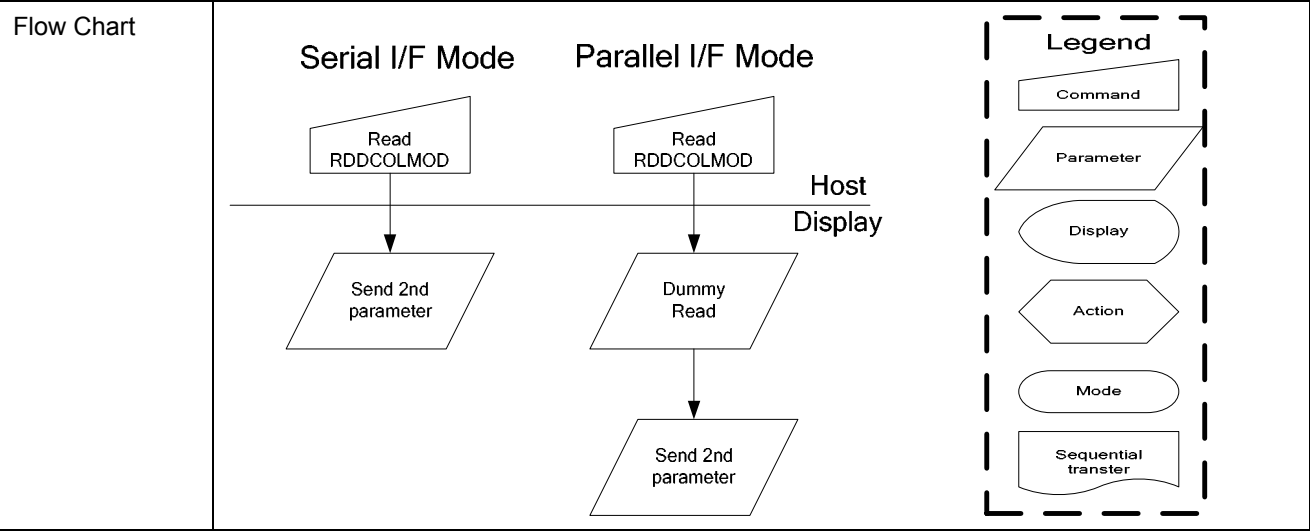 Flow Chart
Serial I/F Mode
Read
RDDCOLMOD
Send 2nd
parameter
Parallel I/F Mode
Read
RDDCOLMOD
Host
Display
Dummy
Read
Send 2nd
parameter
Legend
Command
Parameter
Display
Action
Mode
Sequential
transter